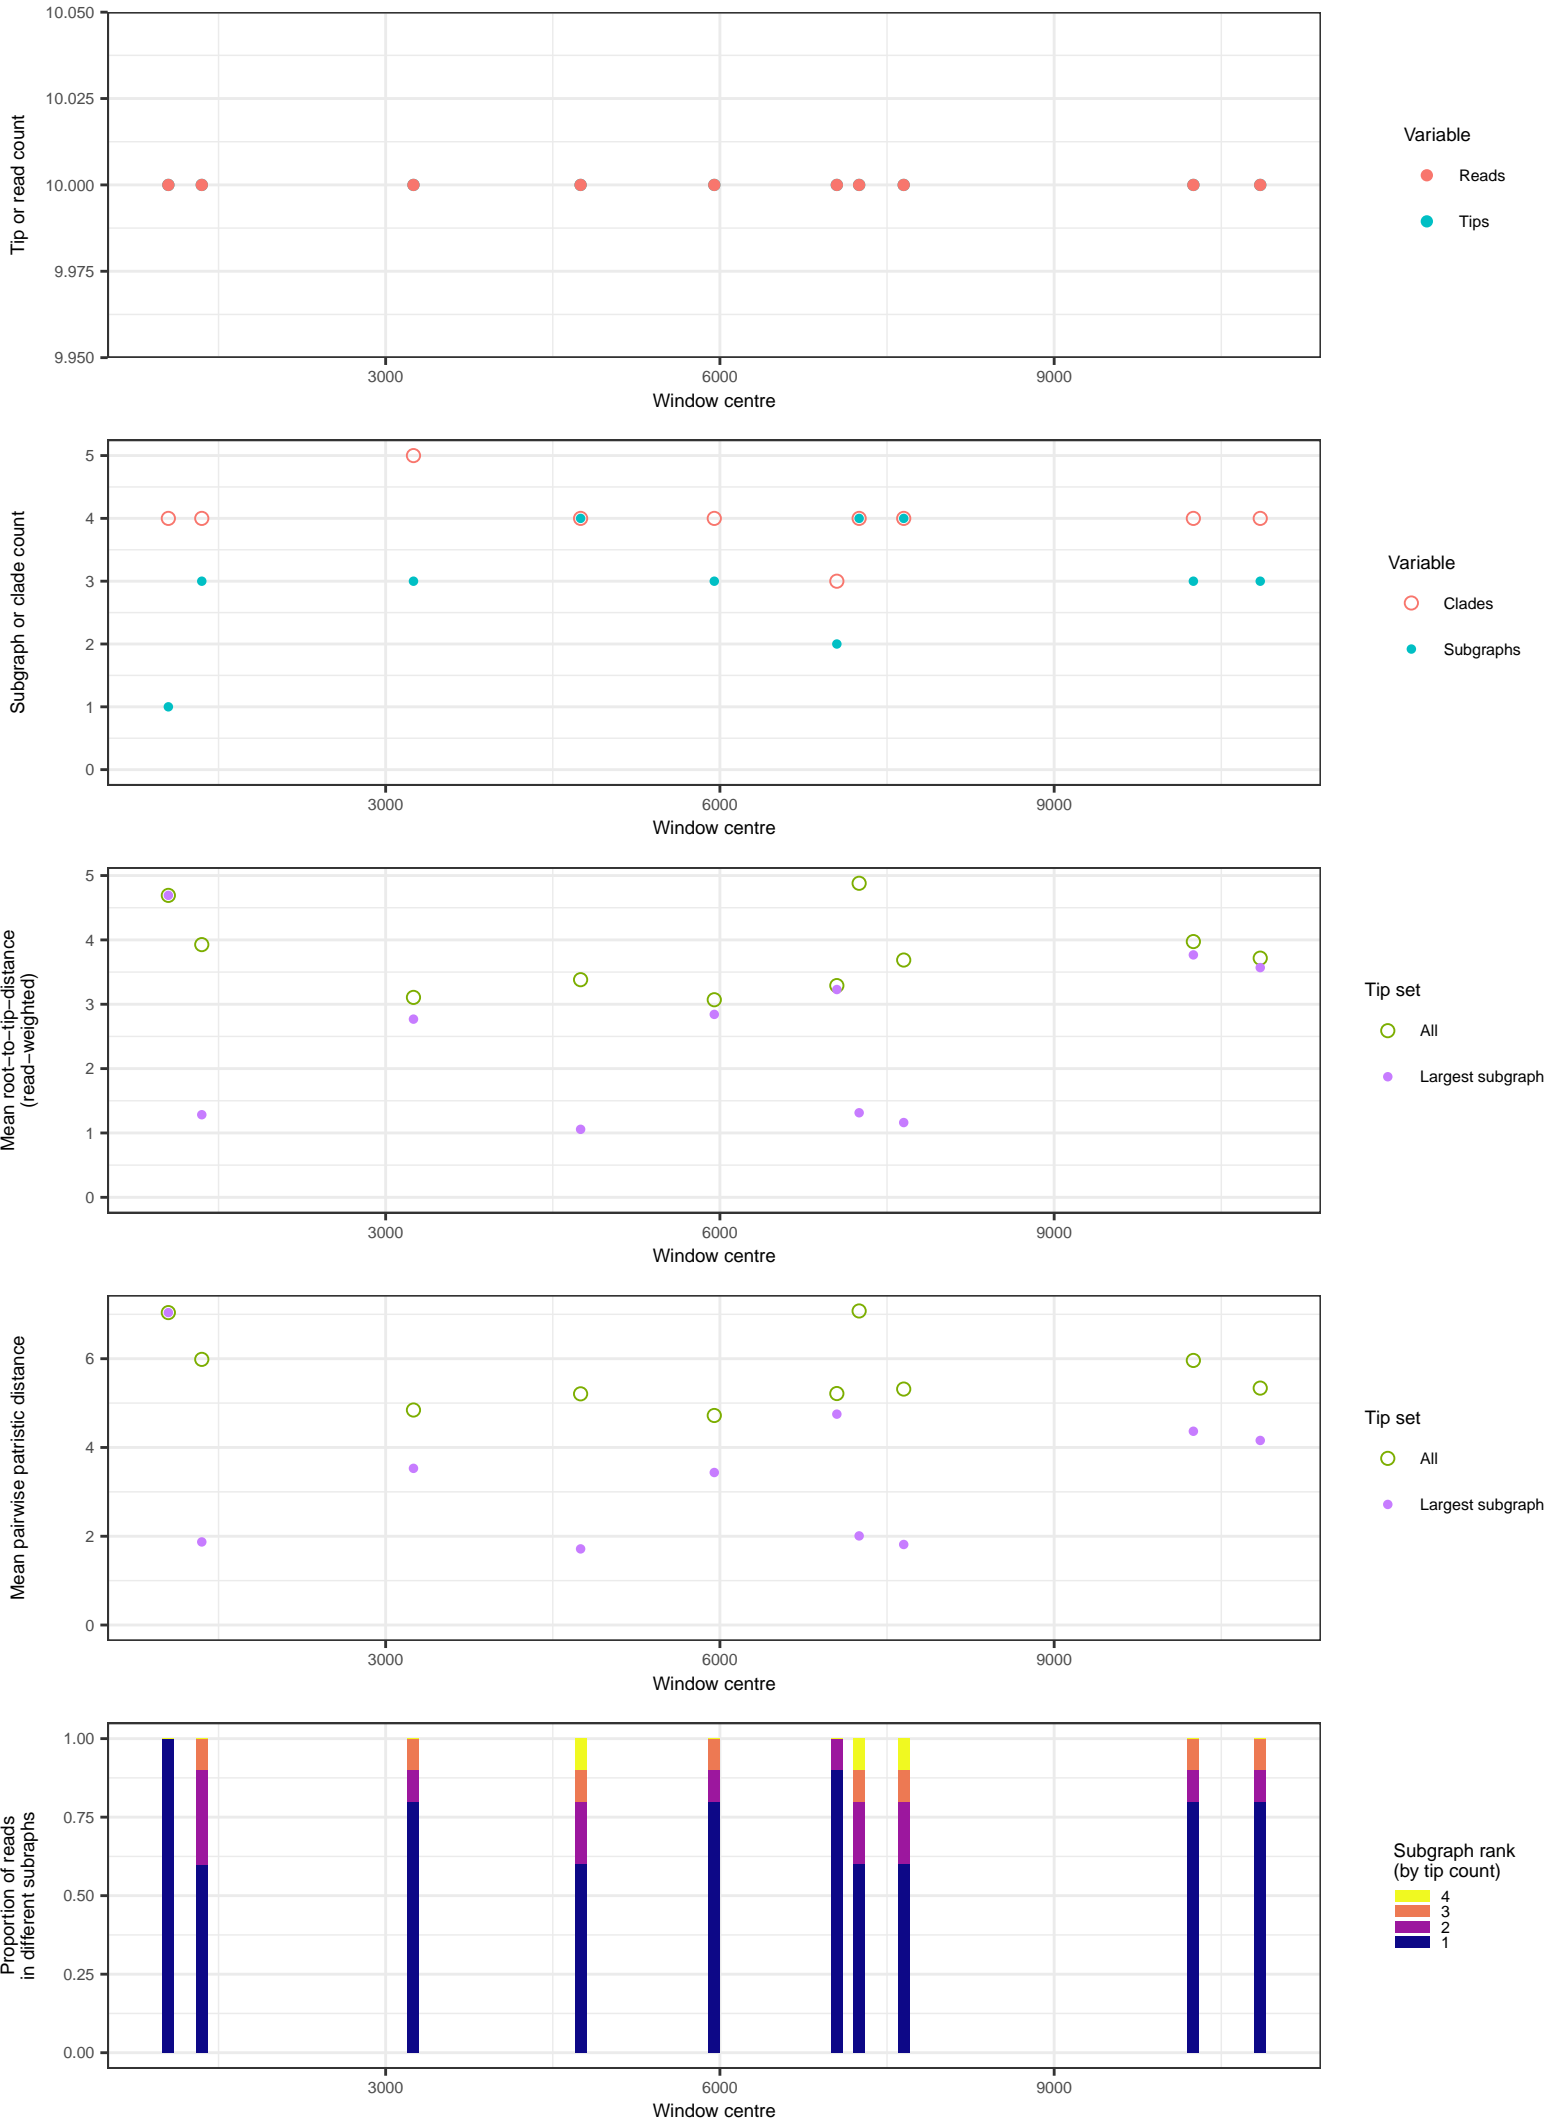 10.050
10.025
10.000
9.975
9.950
Tip or read count
3000
6000
9000
Window centre
Variable
Reads
Tips
5
4
3
2
1
0
Subgraph or clade count
3000
6000
9000
Window centre
Variable
Clades
Subgraphs
5
4
3
2
1
0
Mean root−to−tip−distance
(read−weighted)
3000
6000
9000
Window centre
Tip set
All
Largest subgraph
6
4
2
0
Mean pairwise patristic distance
3000
6000
9000
Window centre
Tip set
All
Largest subgraph
1.00
0.75
0.50
0.25
0.00
Proportion of reads
in different subraphs
3000
6000
9000
Window centre
Subgraph rank
(by tip count)
4
3
2
1